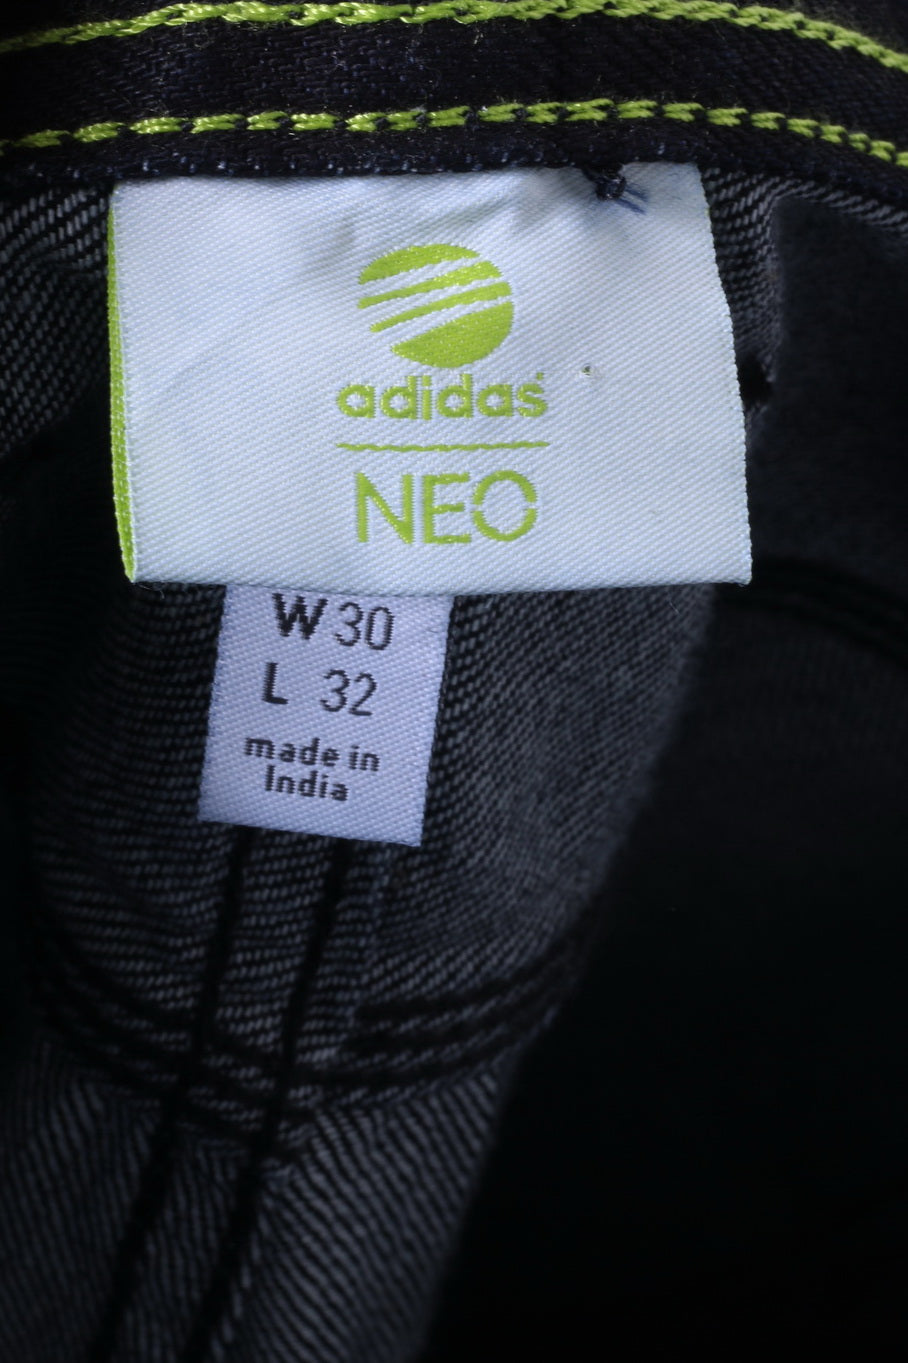 adidas
NEO
W 30
L 32
made in
India